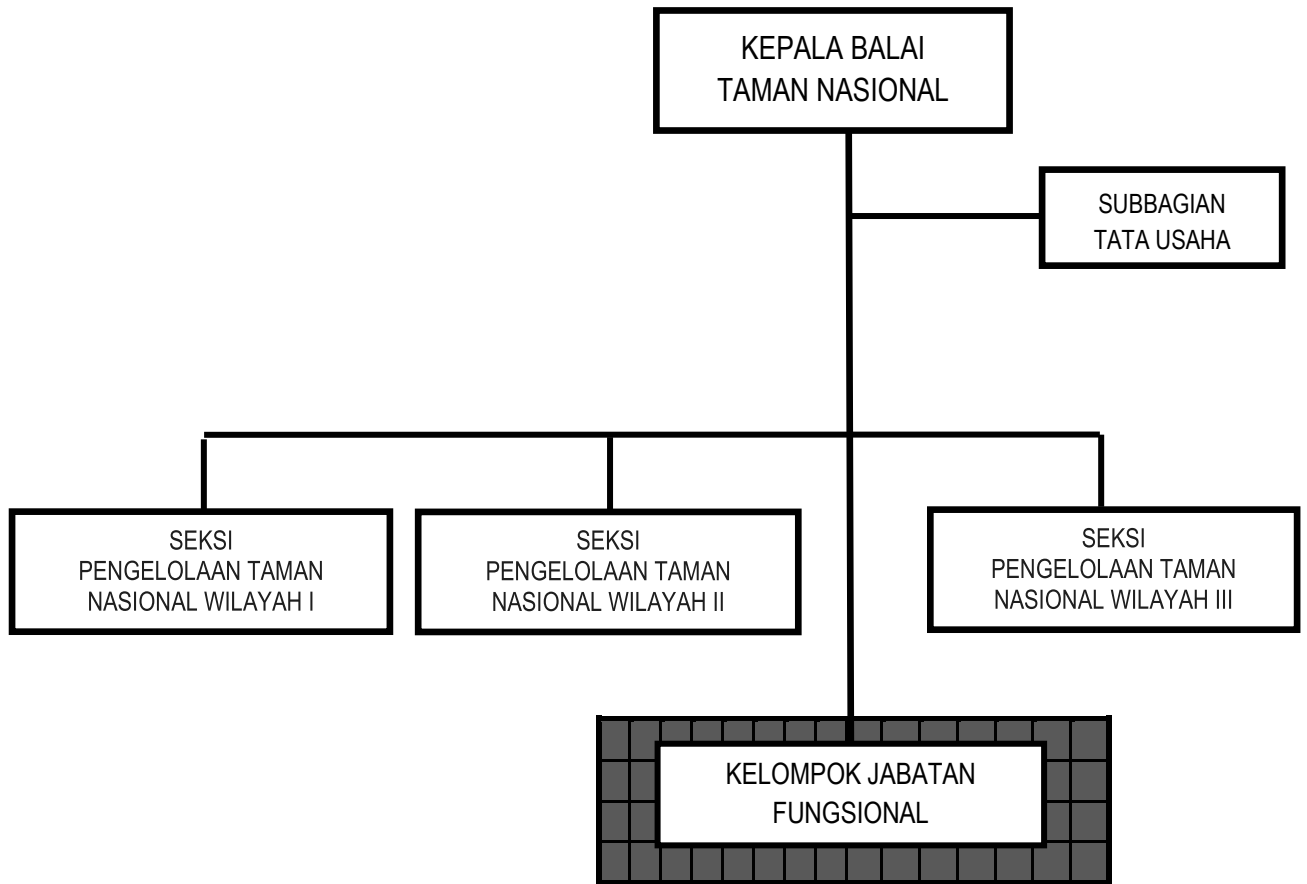 KEPALA BALAI
TAMAN NASIONAL
SUBBAGIAN
TATA USAHA
SEKSI
PENGELOLAAN TAMAN
NASIONAL WILAYAH I
SEKSI
PENGELOLAAN TAMAN
NASIONAL WILAYAH II
SEKSI
PENGELOLAAN TAMAN
NASIONAL WILAYAH III
KELOMPOK JABATAN
FUNGSIONAL